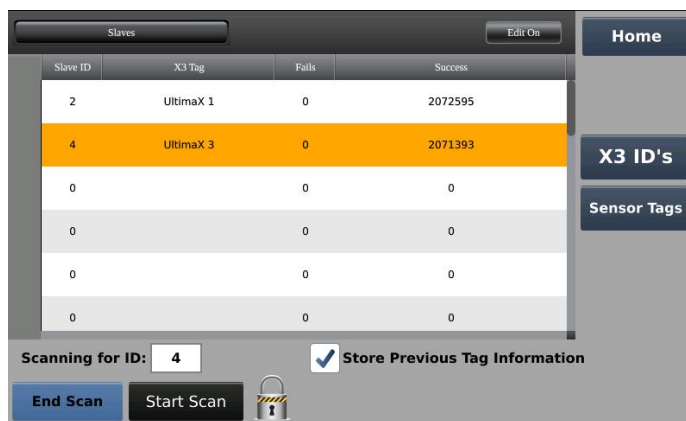 Slaves
Edit On
Home
Slave ID X3 Tag Fails Success
2 UltimaX 1 0 2072595
4 UltimaX 3 0 2071393
X3 ID's
0 0 0
Sensor Tags
0 0 0
0 0 0
0 0 0
Scanning for ID: 4
Store Previous Tag Information
End Scan
Start Scan